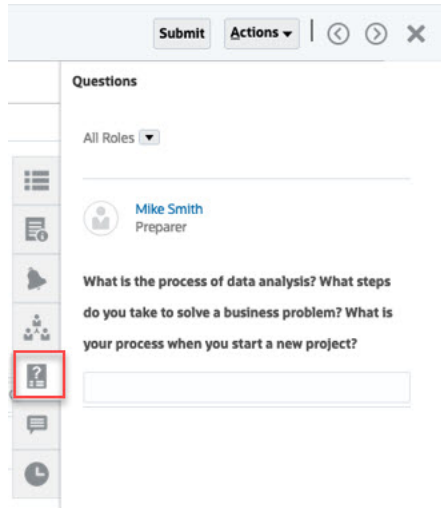 Submit Actions
Questions
All Roles
Mike Smith
Preparer
What is the process of data analysis? What steps
do you take to solve a business problem? What is
your process when you start a new project?